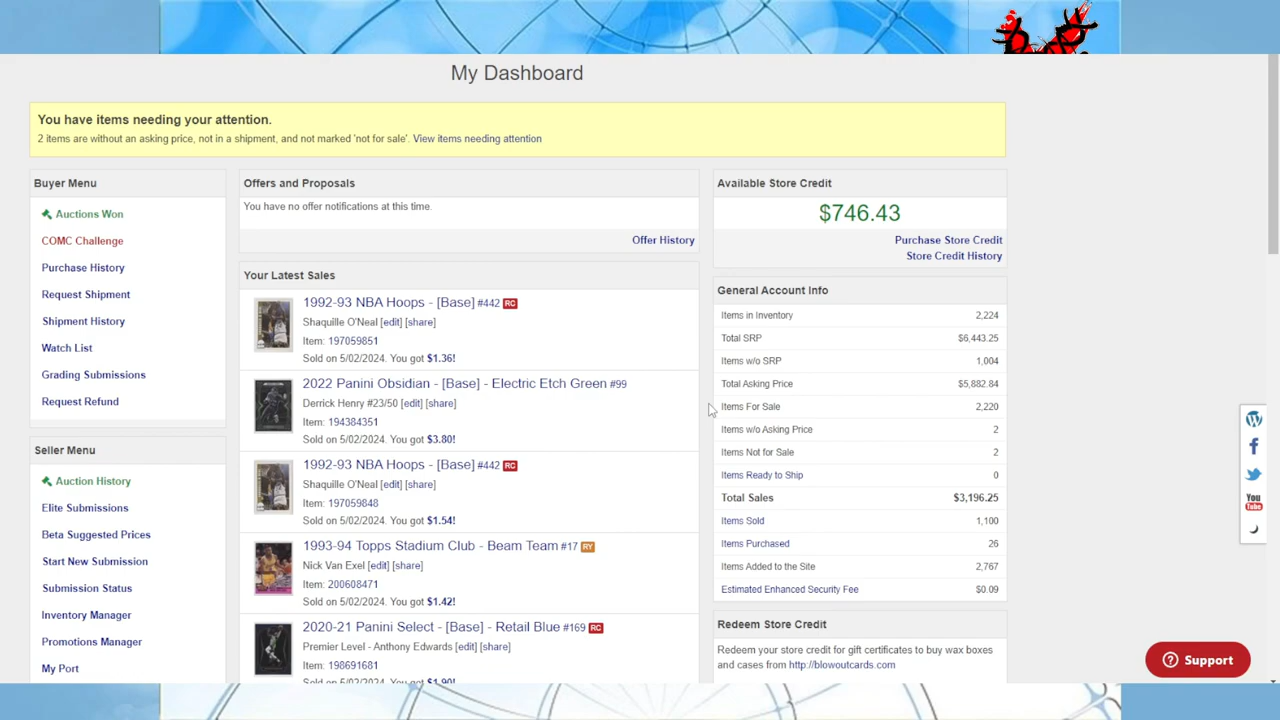 My Dashboard
You have items needing your attention.
2 items are without an asking price, not in a shipment, and not marked 'not for sale'. View items needing attention
Buyer Menu
Auctions Won
COMC Challenge
Purchase History
Request Shipment
Shipment History
Watch List
Grading Submissions
Request Refund
Seller Menu
Auction History
Elite Submissions
Beta Suggested Prices
Start New Submission
Submission Status
Inventory Manager
Promotions Manager
My Port
Offers and Proposals
You have no offer notifications at this time.
Offer History
Your Latest Sales
1992-93 NBA Hoops - [Base] #442 RC
Shaquille O'Neal [edit] [share]
Item: 197059851
Sold on 5/02/2024. You got $1.36!
2022 Panini Obsidian - [Base] - Electric Etch Green #99
Derrick Henry #23/50 [edit] [share]
Item: 194384351
Sold on 5/02/2024. You got $3.80!
1992-93 NBA Hoops - [Base] #442 RC
Shaquille O'Neal [edit] [share]
Item: 197059848
Sold on 5/02/2024. You got $1.54!
1993-94 Topps Stadium Club - Beam Team #17 RY
Nick Van Exel [edit] [share]
Item: 200608471
Sold on 5/02/2024. You got $1.42!
2020-21 Panini Select - [Base] - Retail Blue #169 RC
Premier Level - Anthony Edwards [edit] [share]
Item: 198691681
Sold on 5/02/2024. You got $1.90!
Available Store Credit
$746.43
Purchase Store Credit
Store Credit History
General Account Info
Items in Inventory 2,224
Total SRP $6,443.25
Items w/o SRP 1,004
Total Asking Price $5,882.84
Items For Sale 2,220
Items w/o Asking Price 2
Items Not for Sale 2
Items Ready to Ship 0
Total Sales $3,196.25
Items Sold 1,100
Items Purchased 26
Items Added to the Site 2,767
Estimated Enhanced Security Fee $0.09
Redeem Store Credit
Redeem your store credit for gift certificates to buy wax boxes
and cases from http://blowoutcards.com
You
Tube
Support